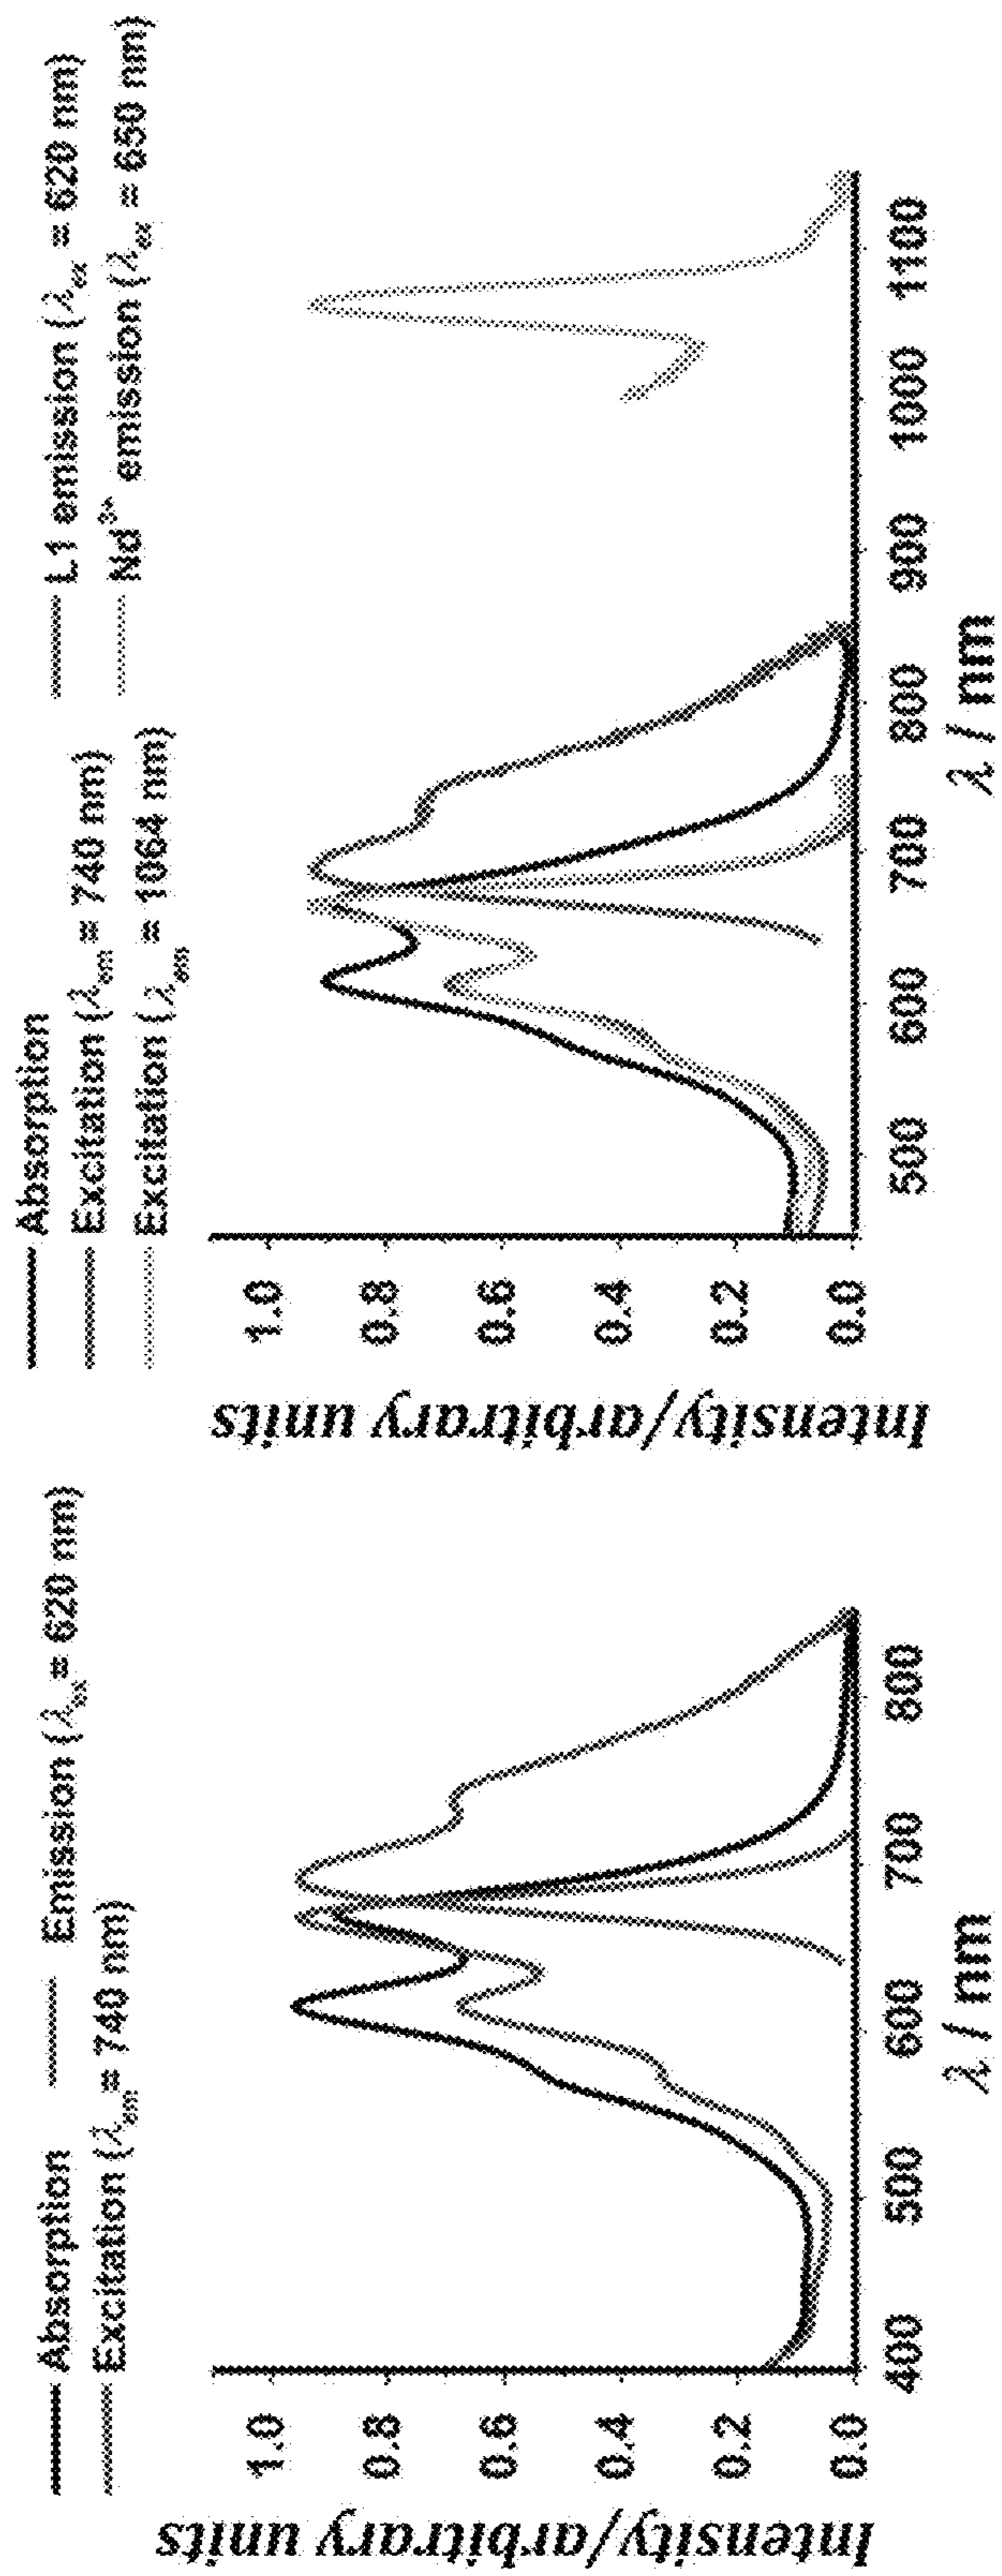 Absorption
Emission (λex = 620 nm)
Excitation (λem = 740 nm)
Intensity/arbitrary units
1.0
0.8
0.6
0.4
0.2
0.0
400 500 600 700 800
λ / nm
Absorption
L1 emission (λex = 620 nm)
Excitation (λem = 740 nm)
Nd3+ emission (λex = 650 nm)
Excitation (λem = 1064 nm)
Intensity/arbitrary units
1.0
0.8
0.6
0.4
0.2
0.0
500 600 700 800 900 1000 1100
λ / nm